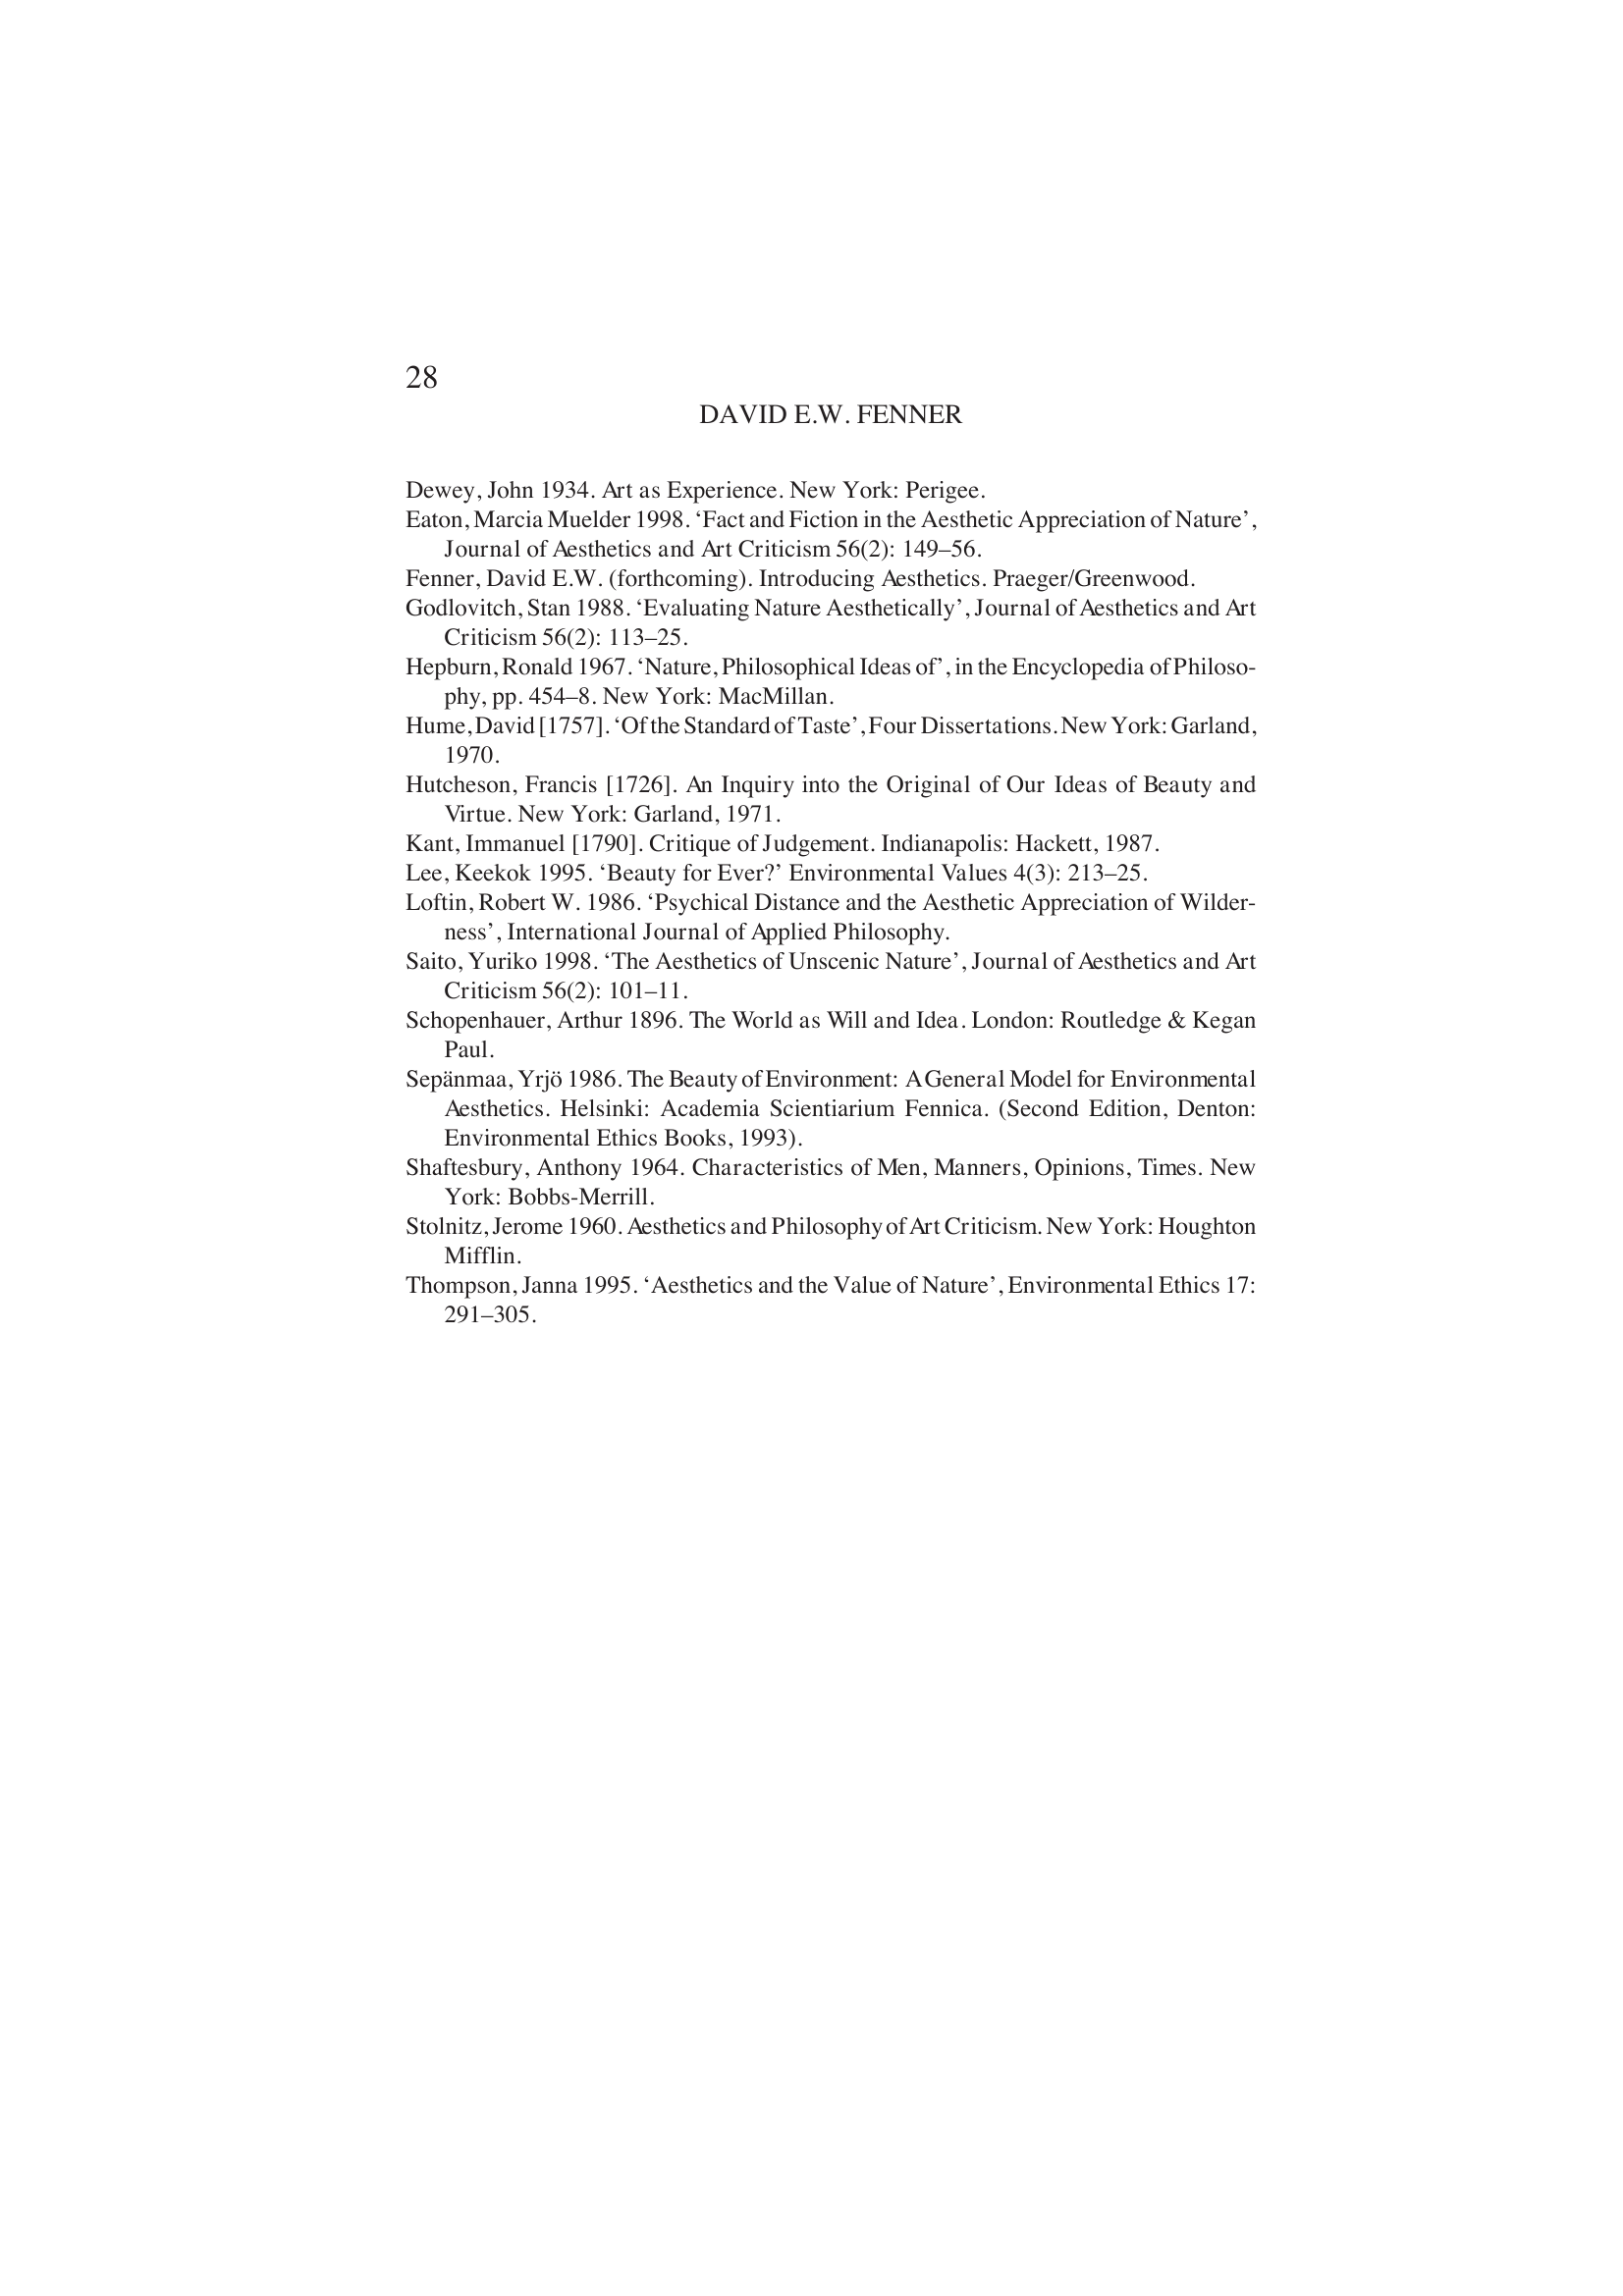 28
DAVID E.W. FENNER
Dewey, John 1934. Art as Experience. New York: Perigee.
Eaton, Marcia Muelder 1998. ‘Fact and Fiction in the Aesthetic Appreciation of Nature’,
Journal of Aesthetics and Art Criticism 56(2): 149–56.
Fenner, David E.W. (forthcoming). Introducing Aesthetics. Praeger/Greenwood.
Godlovitch, Stan 1988. ‘Evaluating Nature Aesthetically’, Journal of Aesthetics and Art
Criticism 56(2): 113–25.
Hepburn, Ronald 1967. ‘Nature, Philosophical Ideas of’, in the Encyclopedia of Philoso-
phy, pp. 454–8. New York: MacMillan.
Hume, David [1757]. ‘Of the Standard of Taste’, Four Dissertations. New York: Garland,
1970.
Hutcheson, Francis [1726]. An Inquiry into the Original of Our Ideas of Beauty and
Virtue. New York: Garland, 1971.
Kant, Immanuel [1790]. Critique of Judgement. Indianapolis: Hackett, 1987.
Lee, Keekok 1995. ‘Beauty for Ever?’ Environmental Values 4(3): 213–25.
Loftin, Robert W. 1986. ‘Psychical Distance and the Aesthetic Appreciation of Wilder-
ness’, International Journal of Applied Philosophy.
Saito, Yuriko 1998. ‘The Aesthetics of Unscenic Nature’, Journal of Aesthetics and Art
Criticism 56(2): 101–11.
Schopenhauer, Arthur 1896. The World as Will and Idea. London: Routledge & Kegan
Paul.
Sepänmaa, Yrjö 1986. The Beauty of Environment: A General Model for Environmental
Aesthetics. Helsinki: Academia Scientiarium Fennica. (Second Edition, Denton:
Environmental Ethics Books, 1993).
Shaftesbury, Anthony 1964. Characteristics of Men, Manners, Opinions, Times. New
York: Bobbs-Merrill.
Stolnitz, Jerome 1960. Aesthetics and Philosophy of Art Criticism. New York: Houghton
Mifflin.
Thompson, Janna 1995. ‘Aesthetics and the Value of Nature’, Environmental Ethics 17:
291–305.